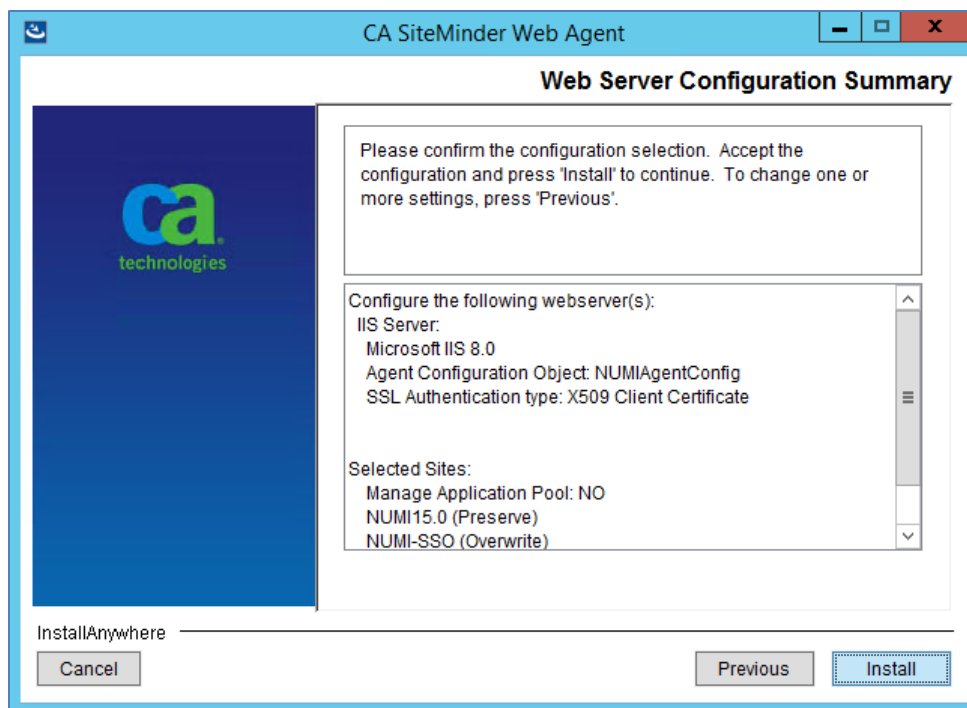 CA SiteMinder Web Agent
Web Server Configuration Summary
ca
technologies
Please confirm the configuration selection.  Accept the
configuration and press 'Install' to continue.  To change one or
more settings, press 'Previous'.
Configure the following webserver(s):
IIS Server:
Microsoft IIS 8.0
Agent Configuration Object: NUMIAgentConfig
SSL Authentication type: X509 Client Certificate
Selected Sites:
Manage Application Pool: NO
NUMI15.0 (Preserve)
NUMI-SSO (Overwrite)
InstallAnywhere
Cancel
Previous
Install